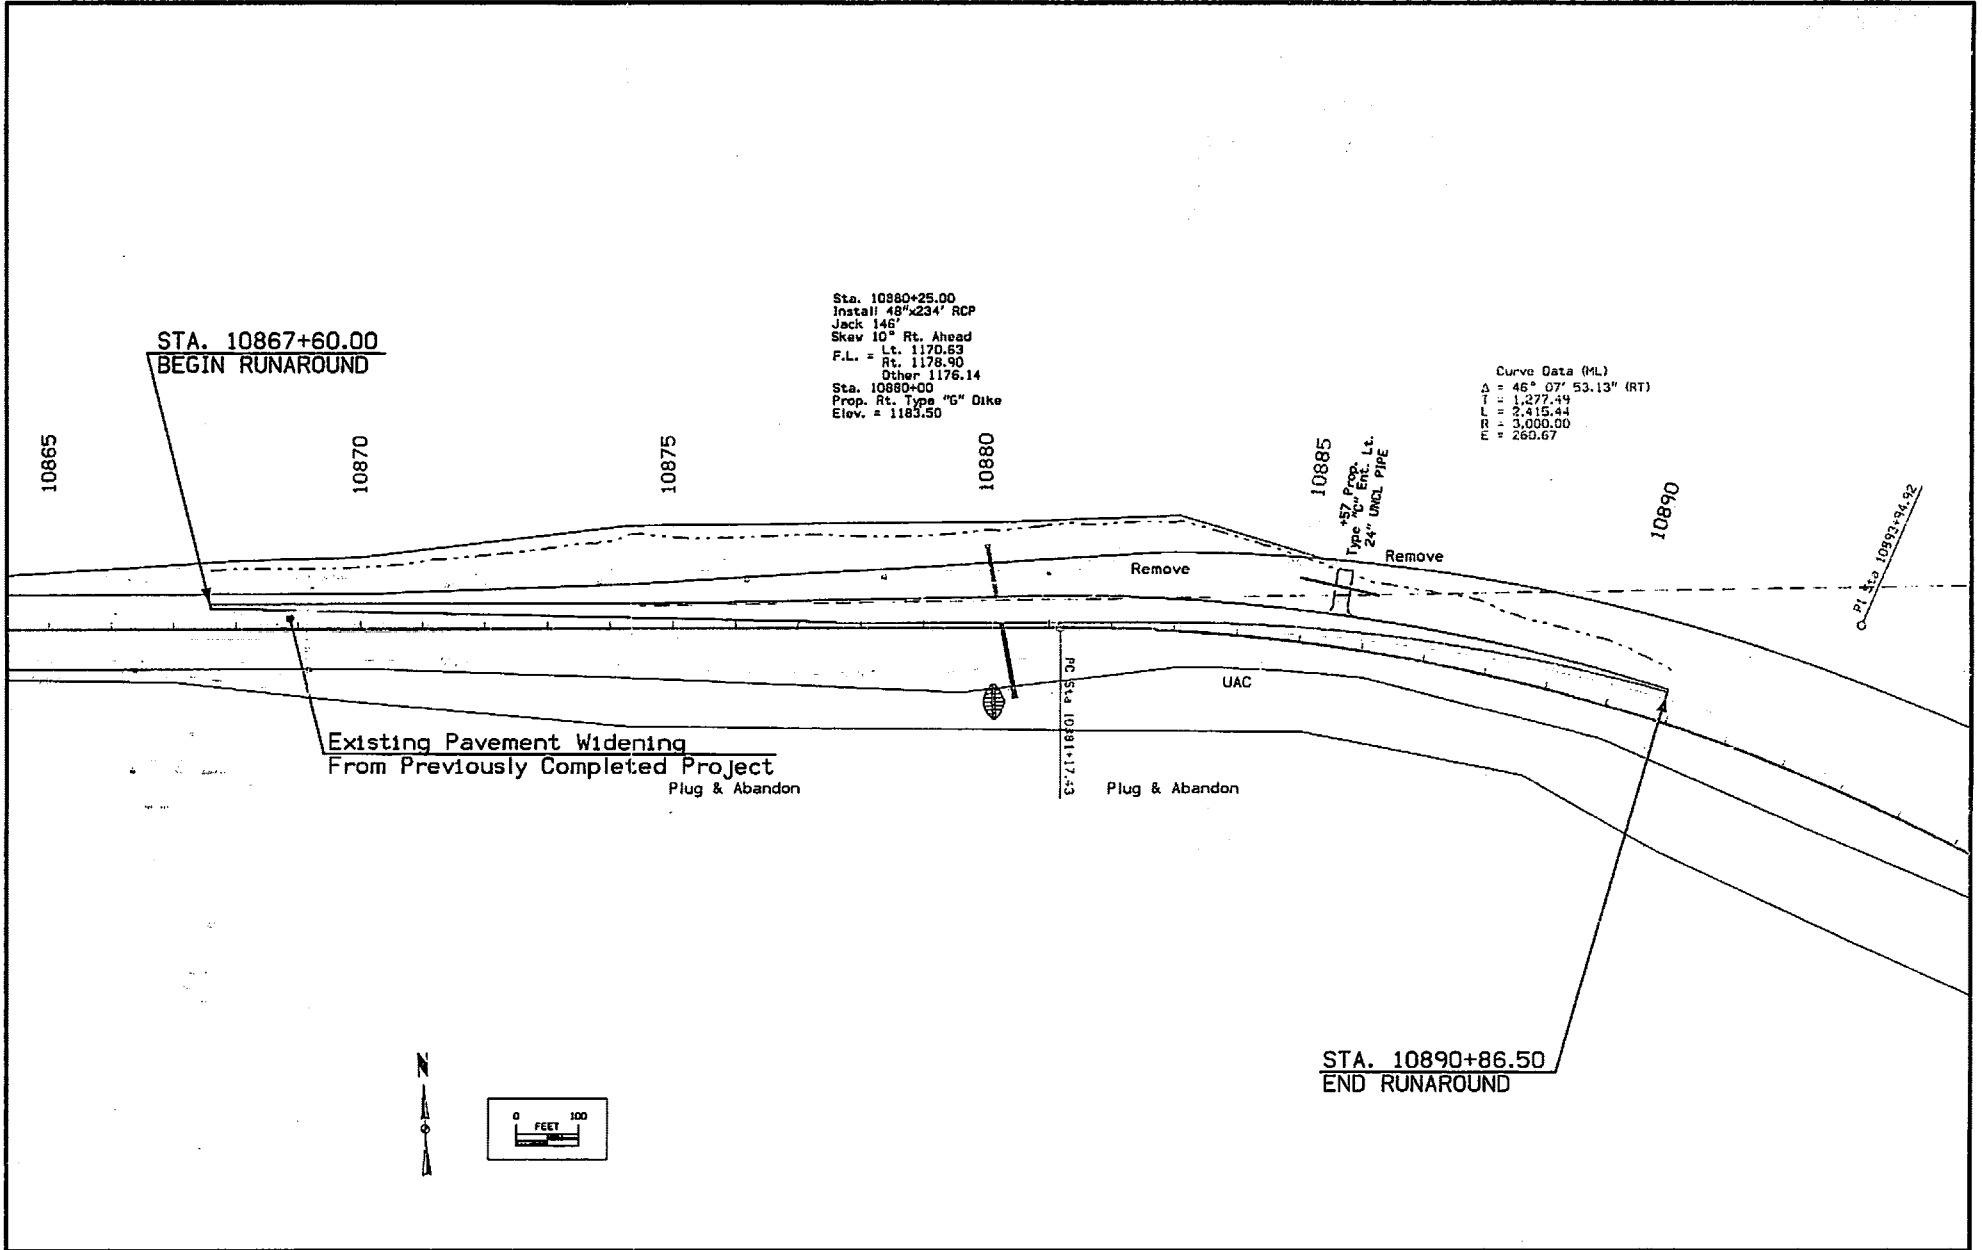 STA. 10867+60.00
BEGIN RUNAROUND
Sta. 10880+25.00
Install 48"x234' RCP
Jack 146'
Skew 10° Rt. Ahead
F.L. = Lt. 1170.63
Rt. 1178.90
Other 1176.14
Sta. 10880+00
Prop. Rt. Type "G" Dike
Elev. = 1183.50
Curve Data (ML)
Δ = 46° 07' 53.13" (RT)
T = 1,277.49
L = 2,415.44
R = 3,000.00
E = 260.67
10865
10870
10875
10880
10885
10890
+57 Prop.
Type "C" Ent. Lt.
24" UNCL PIPE
PI Sta 10893+94.92
Remove
Remove
UAC
PC Sta 10881+17.43
Existing Pavement Widening
From Previously Completed Project
Plug & Abandon
Plug & Abandon
STA. 10890+86.50
END RUNAROUND
N
0 100
FEET